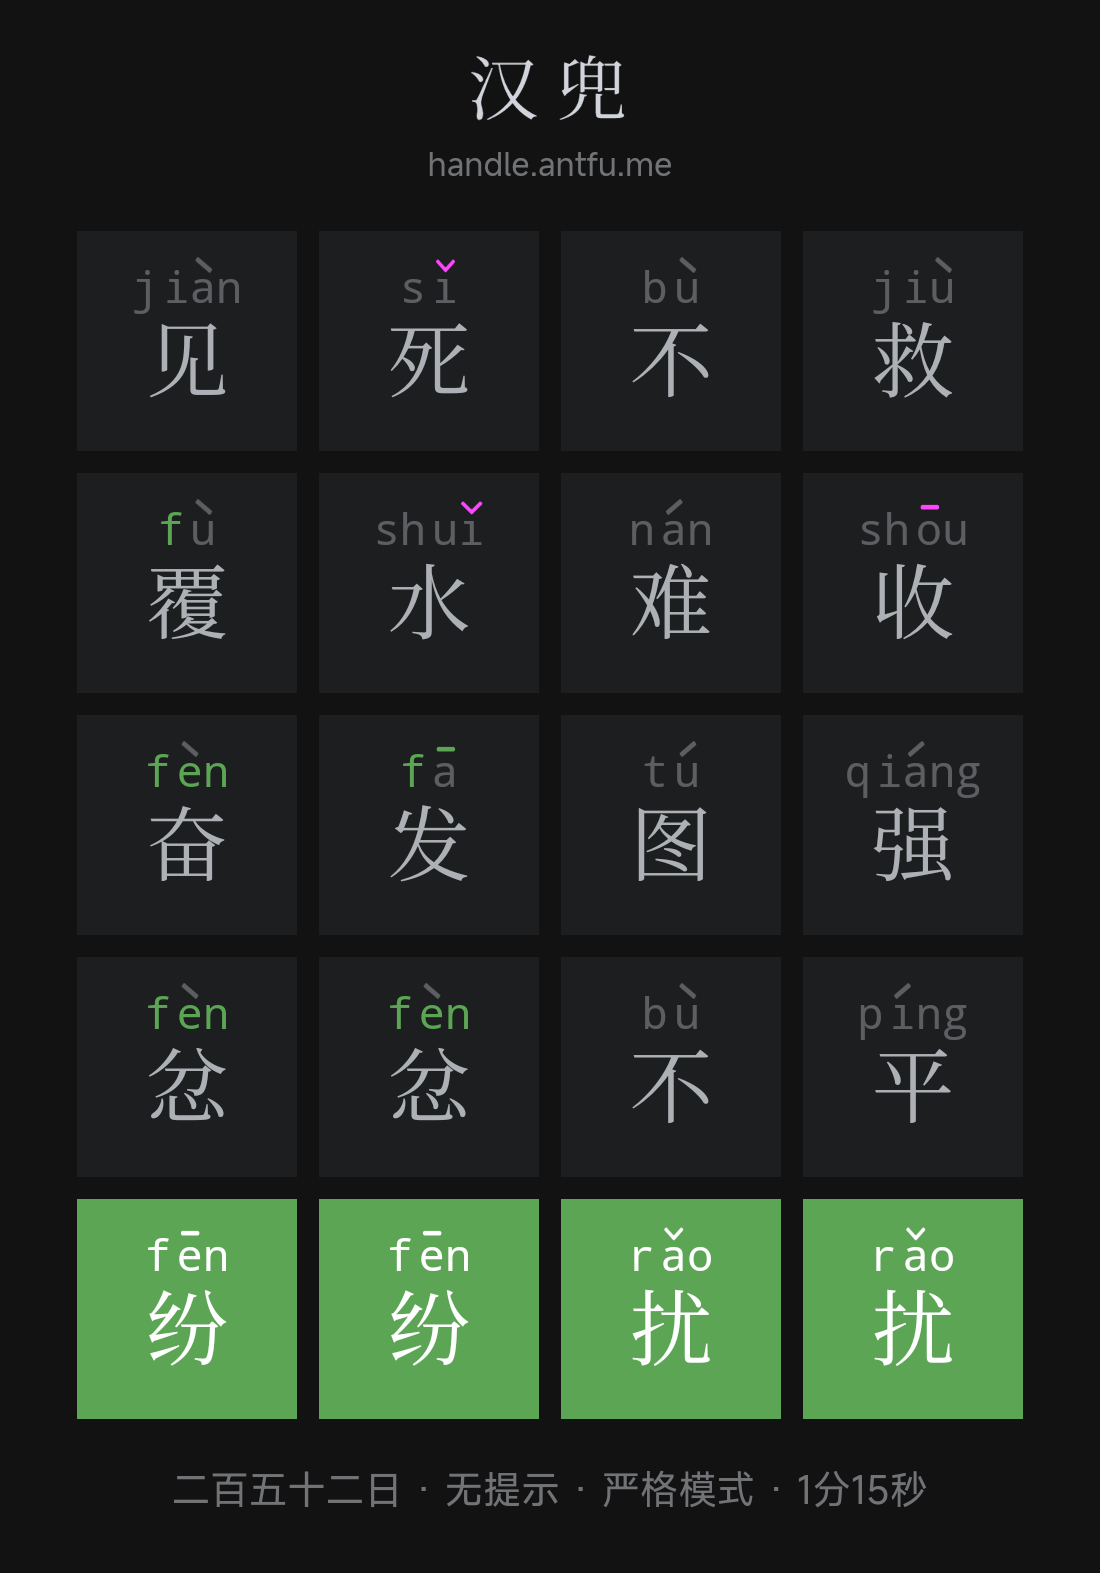 汉兜
handle.antfu.me
jiàn sǐ bù jiù
见 死 不 救
fù shuǐ nán shōu
覆 水 难 收
fèn fā tú qiáng
奋 发 图 强
fèn fèn bù píng
忿 忿 不 平
fēn fēn rǎo rǎo
纷 纷 扰 扰
二百五十二日 · 无提示 · 严格模式 · 1分15秒